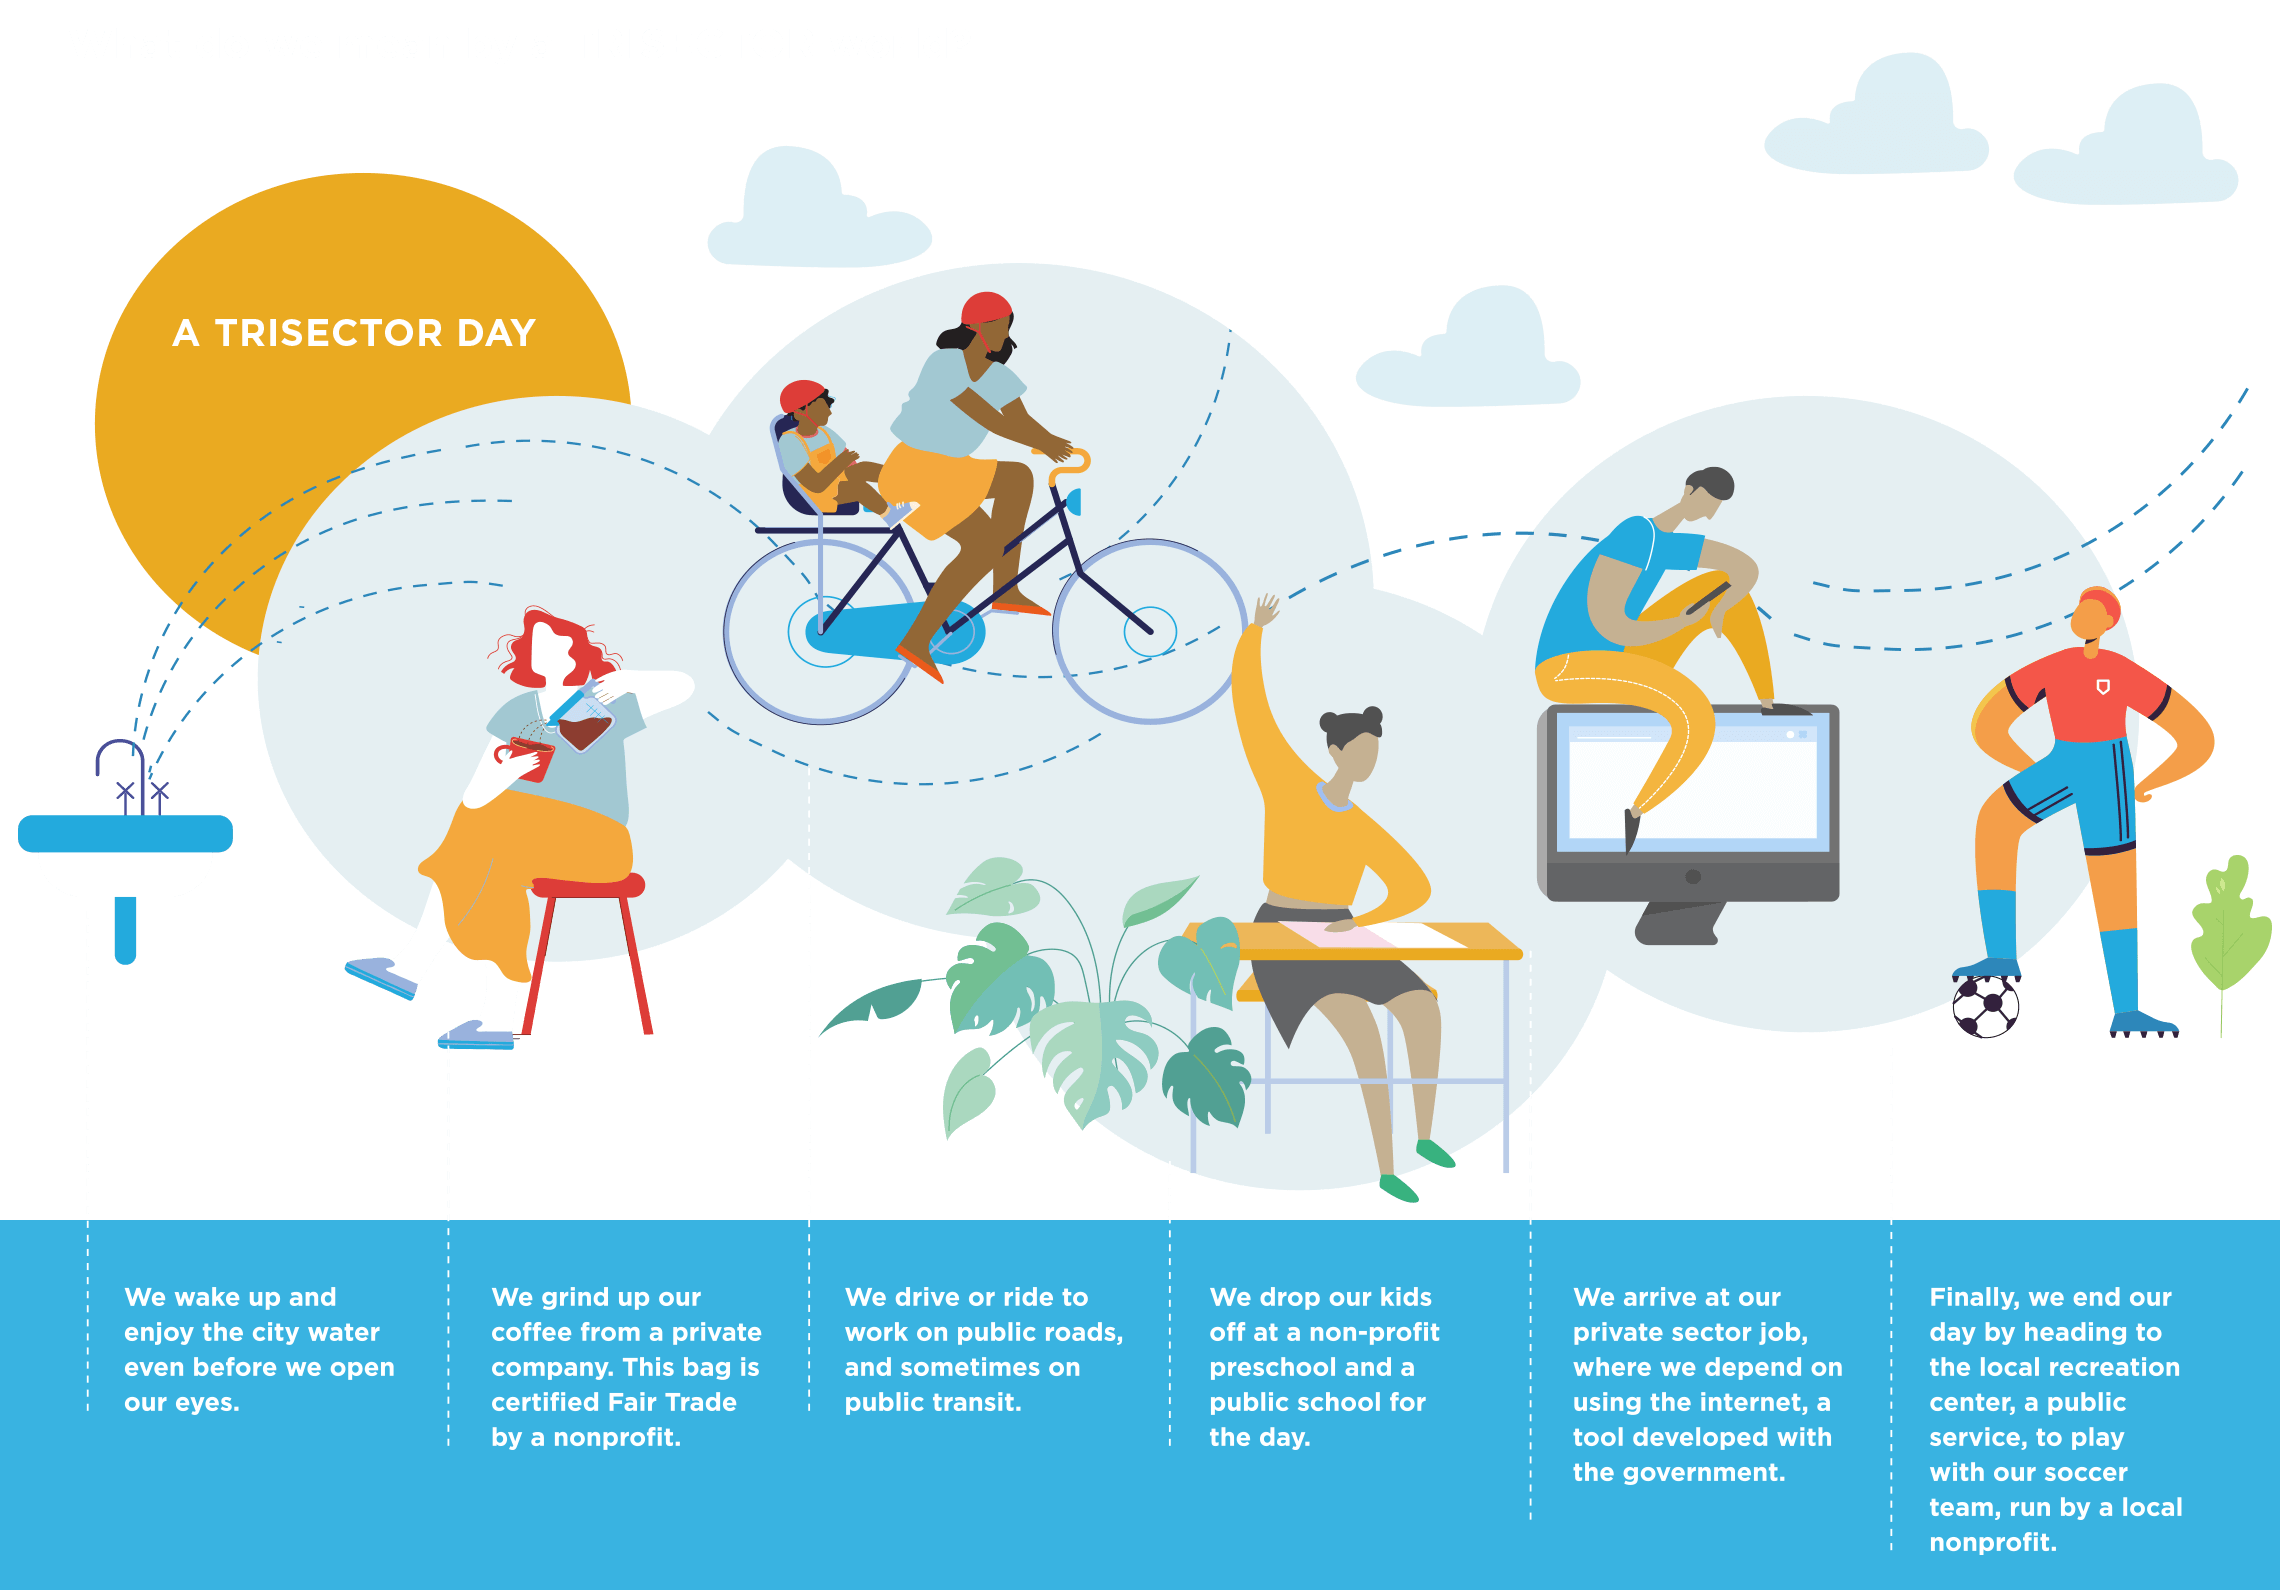 A TRISECTOR DAY
We wake up and
enjoy the city water
even before we open
our eyes.
We grind up our
coffee from a private
company. This bag is
certified Fair Trade
by a nonprofit.
We drive or ride to
work on public roads,
and sometimes on
public transit.
We drop our kids
off at a non-profit
preschool and a
public school for
the day.
We arrive at our
private sector job,
where we depend on
using the internet, a
tool developed with
the government.
Finally, we end our
day by heading to
the local recreation
center, a public
service, to play
with our soccer
team, run by a local
nonprofit.